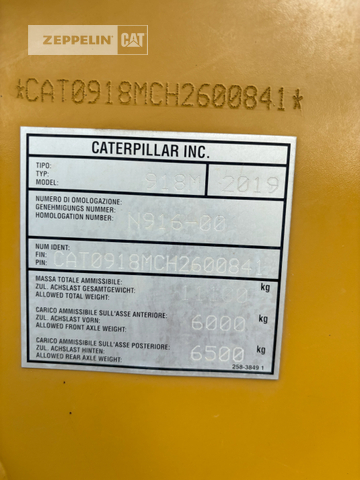 ZEPPELIN CAT
*CAT0918MCH2600841*
CATERPILLAR INC.
TIPO:
TYP:
MODEL: 918M 2019
NUMERO DI OMOLOGAZIONE:
GENEHMIGUNGS NUMMER:
HOMOLOGATION NUMBER: N916-00
NUM IDENT:
FIN:
PIN: CAT0918MCH2600841
MASSA TOTALE AMMISSIBILE:
ZUL. ACHSLAST GESAMTGEWICHT: kg
ALLOWED TOTAL WEIGHT:
CARICO AMMISSIBILE SULL'ASSE ANTERIORE:
ZUL. ACHSLAST VORN: 6000 kg
ALLOWED FRONT AXLE WEIGHT:
CARICO AMMISSIBILE SULL'ASSE POSTERIORE:
ZUL. ACHSLAST HINTEN: 6500 kg
ALLOWED REAR AXLE WEIGHT:
258-3849 1